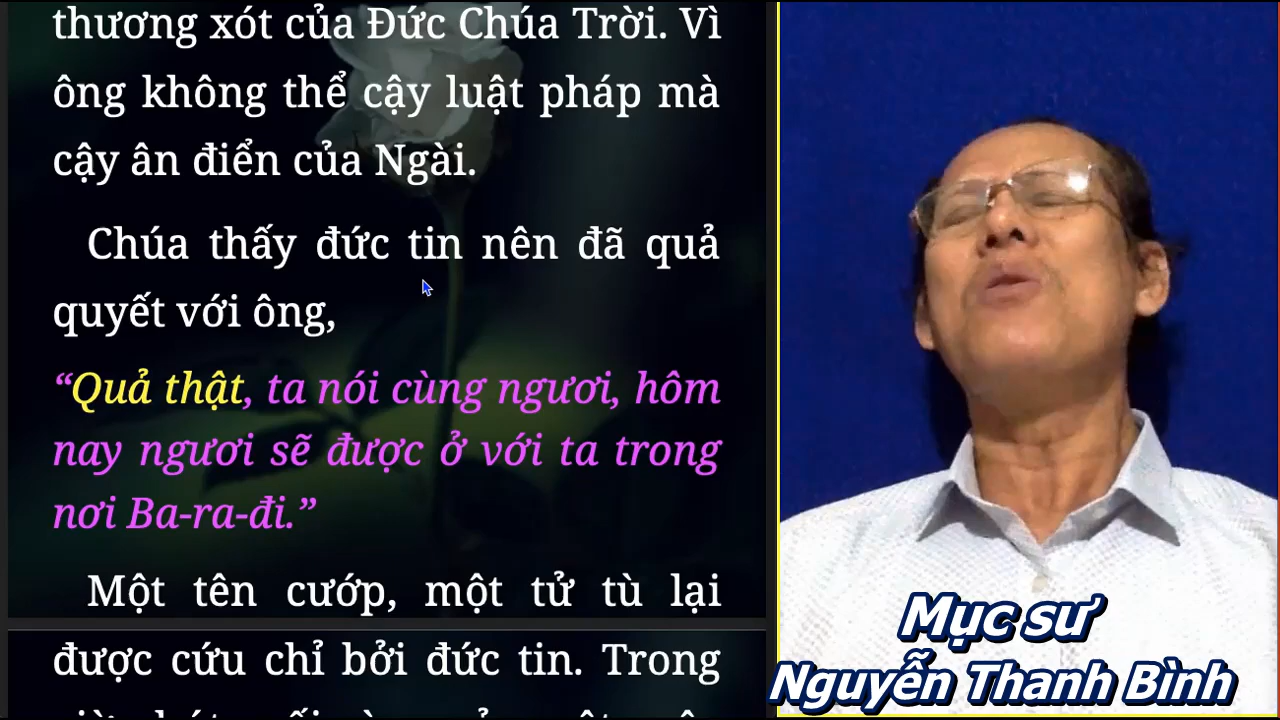 thương xót của Đức Chúa Trời. Vì
ông không thể cậy luật pháp mà
cậy ân điển của Ngài.
Chúa thấy đức tin nên đã quả
quyết với ông,
“Quả thật, ta nói cùng ngươi, hôm
nay ngươi sẽ được ở với ta trong
nơi Ba-ra-đi.”
Một tên cướp, một tử tù lại
được cứu chỉ bởi đức tin. Trong
Mục sư
Nguyễn Thanh Bình